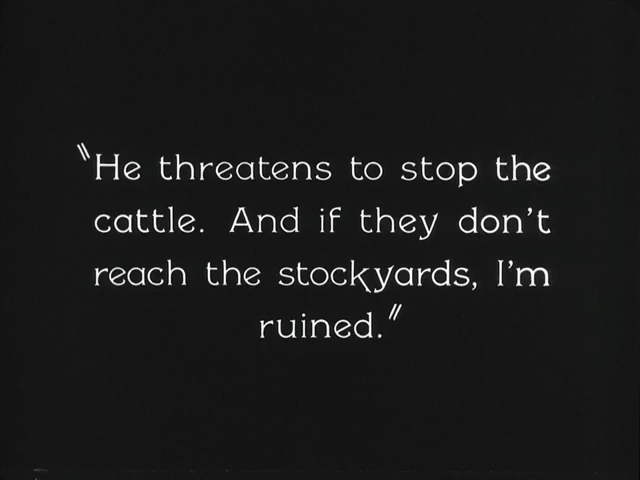 "He threatens to stop the
cattle. And if they don't
reach the stockyards, I'm
ruined."